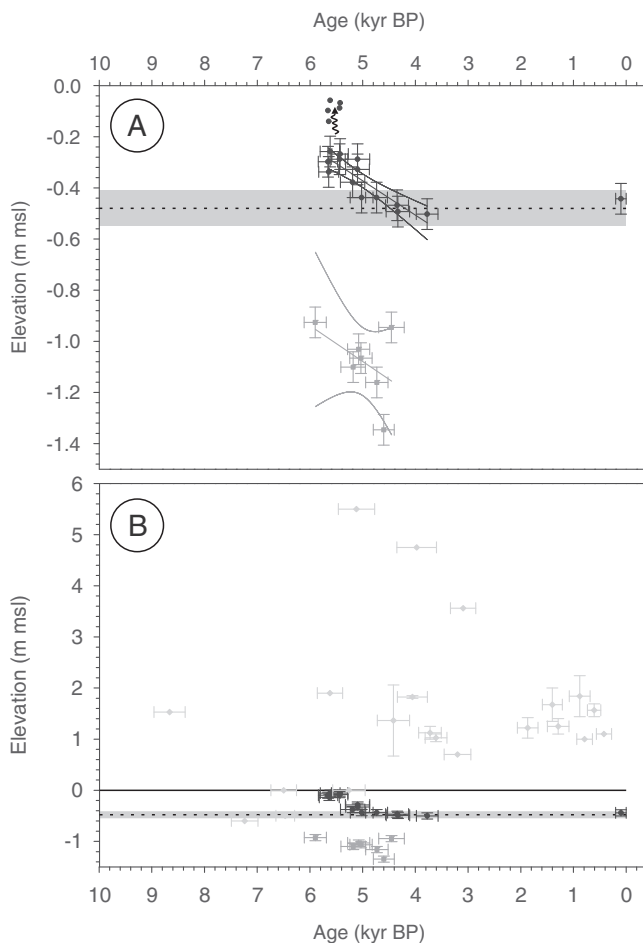 Age (kyr BP)
10 9 8 7 6 5 4 3 2 1 0
0.0
A
-0.2
-0.4
-0.6
-0.8
-1.0
-1.2
-1.4
Elevation (m msl)
6
B
5
4
3
2
1
0
-1
Elevation (m msl)
10 9 8 7 6 5 4 3 2 1 0
Age (kyr BP)